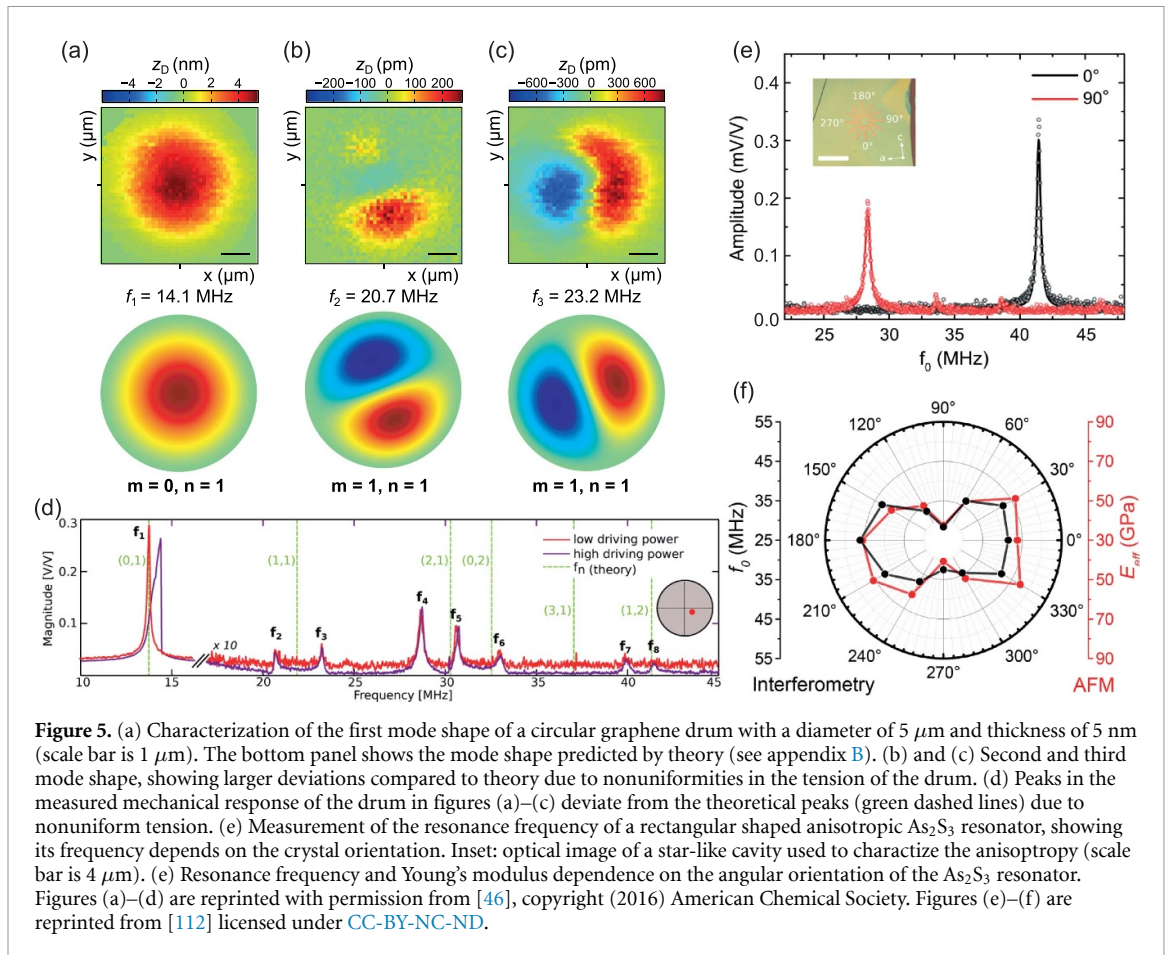 (a)
z_D (nm)
−4 −2 0 2 4
y (µm)
x (µm)
f₁ = 14.1 MHz
m = 0, n = 1
(b)
z_D (pm)
−200 −100 0 100 200
y (µm)
x (µm)
f₂ = 20.7 MHz
m = 1, n = 1
(c)
z_D (pm)
−600 −300 0 300 600
y (µm)
x (µm)
f₃ = 23.2 MHz
m = 1, n = 1
(d)
0.3
0.2
0.1
Magnitude [V/V]
f₁
(0,1)
x 10
f₂
(1,1)
f₃
f₄
(2,1)
f₅
(0,2)
f₆
(3,1)
f₇
(1,2)
f₈
low driving power
high driving power
fn (theory)
10 15 20 25 30 35 40 45
Frequency [MHz]
(e)
0.4
0.3
0.2
0.1
0.0
Amplitude (mV/V)
0°
90°
180°
270°
90°
0°
c
a
25 30 35 40 45
f₀ (MHz)
(f)
55
45
35
25
35
45
55
f₀ (MHz)
90°
120°
60°
150°
30°
180°
0°
210°
330°
240°
300°
270°
90
70
50
30
50
70
90
E_eff (GPa)
Interferometry
AFM
Figure 5. (a) Characterization of the first mode shape of a circular graphene drum with a diameter of 5 µm and thickness of 5 nm
(scale bar is 1 µm). The bottom panel shows the mode shape predicted by theory (see appendix B). (b) and (c) Second and third
mode shape, showing larger deviations compared to theory due to nonuniformities in the tension of the drum. (d) Peaks in the
measured mechanical response of the drum in figures (a)–(c) deviate from the theoretical peaks (green dashed lines) due to
nonuniform tension. (e) Measurement of the resonance frequency of a rectangular shaped anisotropic As₂S₃ resonator, showing
its frequency depends on the crystal orientation. Inset: optical image of a star-like cavity used to charactize the anisoptropy (scale
bar is 4 µm). (e) Resonance frequency and Young's modulus dependence on the angular orientation of the As₂S₃ resonator.
Figures (a)–(d) are reprinted with permission from [46], copyright (2016) American Chemical Society. Figures (e)–(f) are
reprinted from [112] licensed under CC-BY-NC-ND.